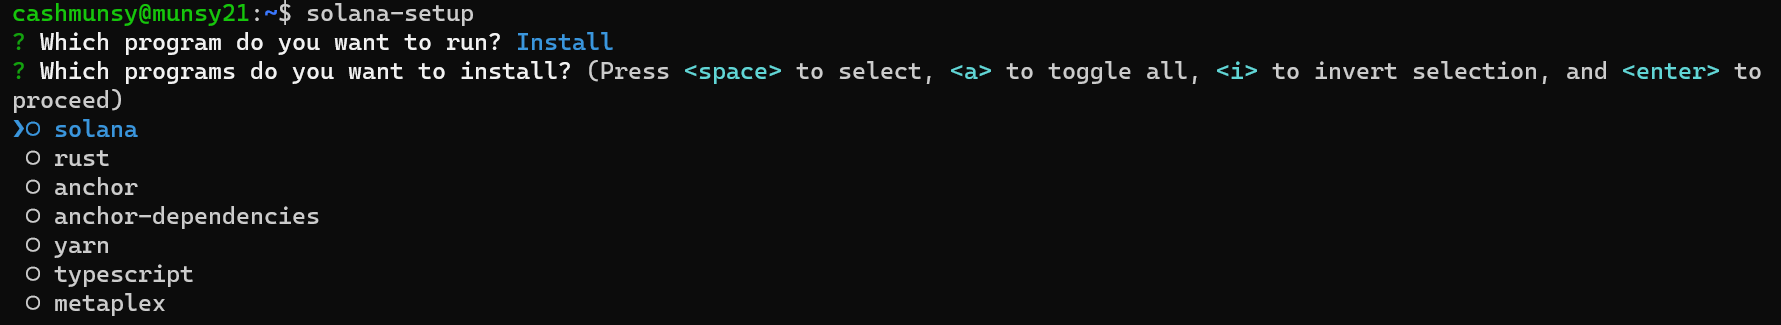 cashmunsy@munsy21:~$ solana-setup
? Which program do you want to run? Install
? Which programs do you want to install? (Press <space> to select, <a> to toggle all, <i> to invert selection, and <enter> to
proceed)
❯○ solana
○ rust
○ anchor
○ anchor-dependencies
○ yarn
○ typescript
○ metaplex